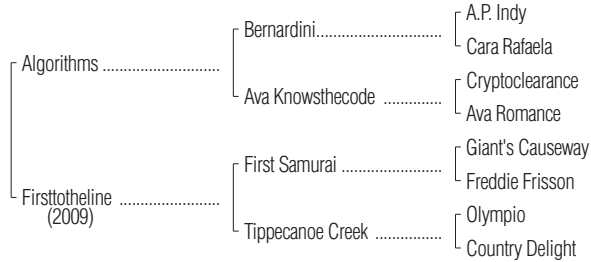 A.P. Indy
Bernardini..............................
Cara Rafaela
Algorithms ............................
Cryptoclearance
Ava Knowsthecode ..............
Ava Romance
Giant's Causeway
First Samurai ........................
Freddie Frisson
Firsttotheline ........................
(2009)
Olympio
Tippecanoe Creek ................
Country Delight